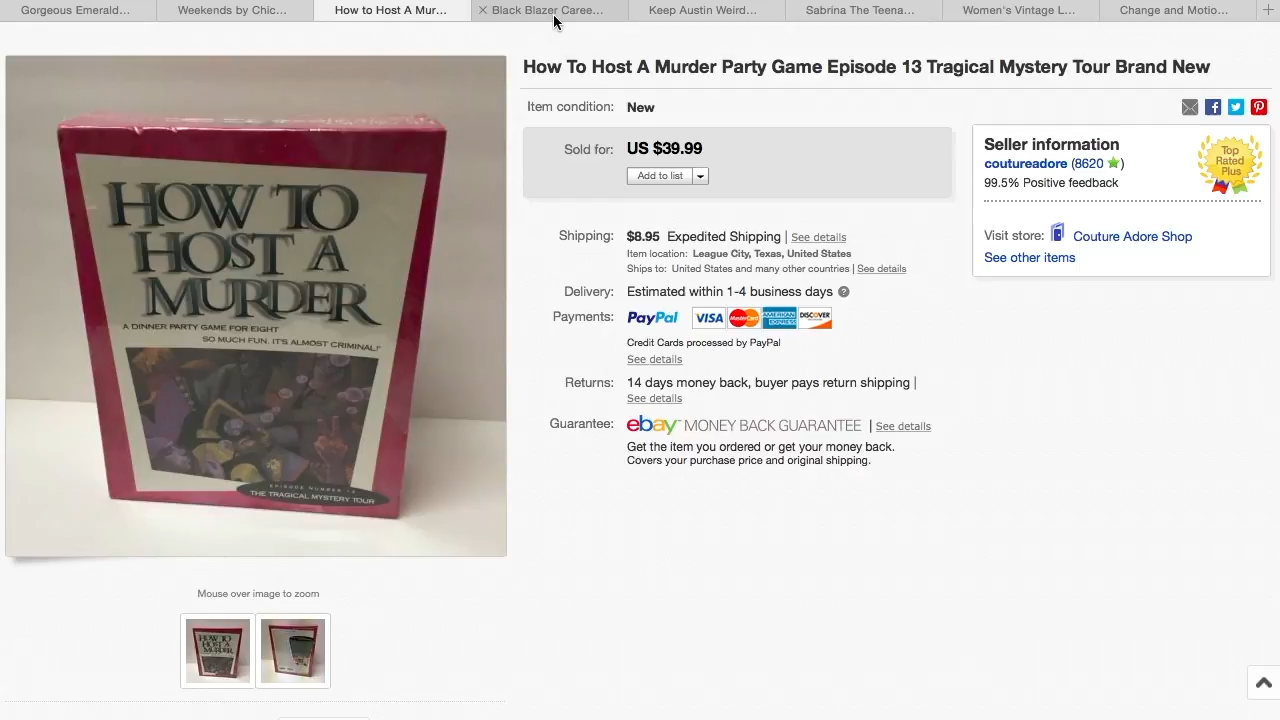 Gorgeous Emerald...
Weekends by Chic...
How to Host A Mur...
Black Blazer Caree...
Keep Austin Weird...
Sabrina The Teena...
Women's Vintage L...
Change and Motio...
How To Host A Murder Party Game Episode 13 Tragical Mystery Tour Brand New
Item condition: New
Sold for: US $39.99
Add to list
Shipping: $8.95 Expedited Shipping | See details
Item location: League City, Texas, United States
Ships to: United States and many other countries | See details
Delivery: Estimated within 1-4 business days ?
Payments: PayPal VISA MasterCard AMERICAN EXPRESS DISCOVER
Credit Cards processed by PayPal
See details
Returns: 14 days money back, buyer pays return shipping |
See details
Guarantee: ebay MONEY BACK GUARANTEE | See details
Get the item you ordered or get your money back.
Covers your purchase price and original shipping.
Seller information
coutureadore (8620)
99.5% Positive feedback
Top
Rated
Plus
Visit store: Couture Adore Shop
See other items
HOW TO
HOST A
MURDER
A DINNER PARTY GAME FOR EIGHT
SO MUCH FUN, IT'S ALMOST CRIMINAL!
EPISODE NUMBER 13
THE TRAGICAL MYSTERY TOUR
Mouse over image to zoom
HOW TO
HOST A
MURDER